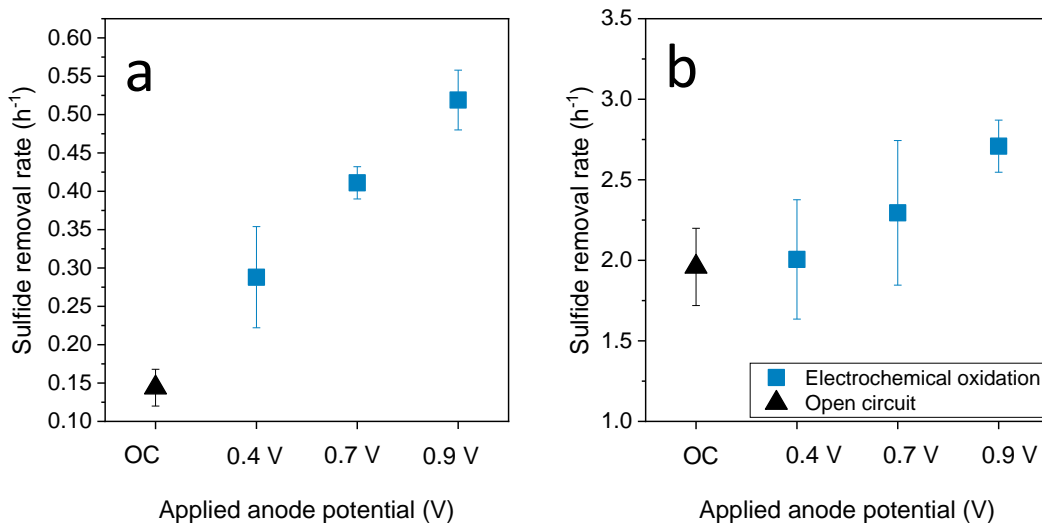 a
Sulfide removal rate (h⁻¹)
0.60
0.55
0.50
0.45
0.40
0.35
0.30
0.25
0.20
0.15
0.10
OC 0.4 V 0.7 V 0.9 V
Applied anode potential (V)
b
Sulfide removal rate (h⁻¹)
3.5
3.0
2.5
2.0
1.5
1.0
Electrochemical oxidation
Open circuit
OC 0.4 V 0.7 V 0.9 V
Applied anode potential (V)